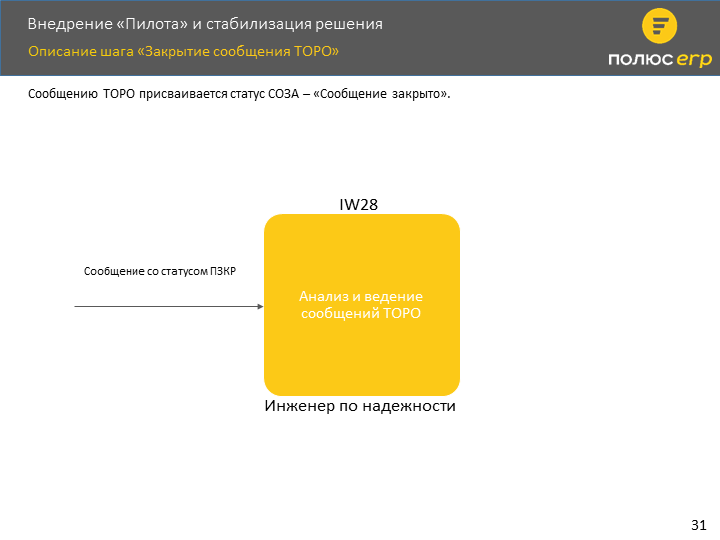 Внедрение «Пилота» и стабилизация решения
Описание шага «Закрытие сообщения ТОРО»
ПОЛЮС erp
Сообщению ТОРО присваивается статус СОЗА – «Сообщение закрыто».
IW28
Сообщение со статусом ПЗКР
Анализ и ведение
сообщений ТОРО
Инженер по надежности
31